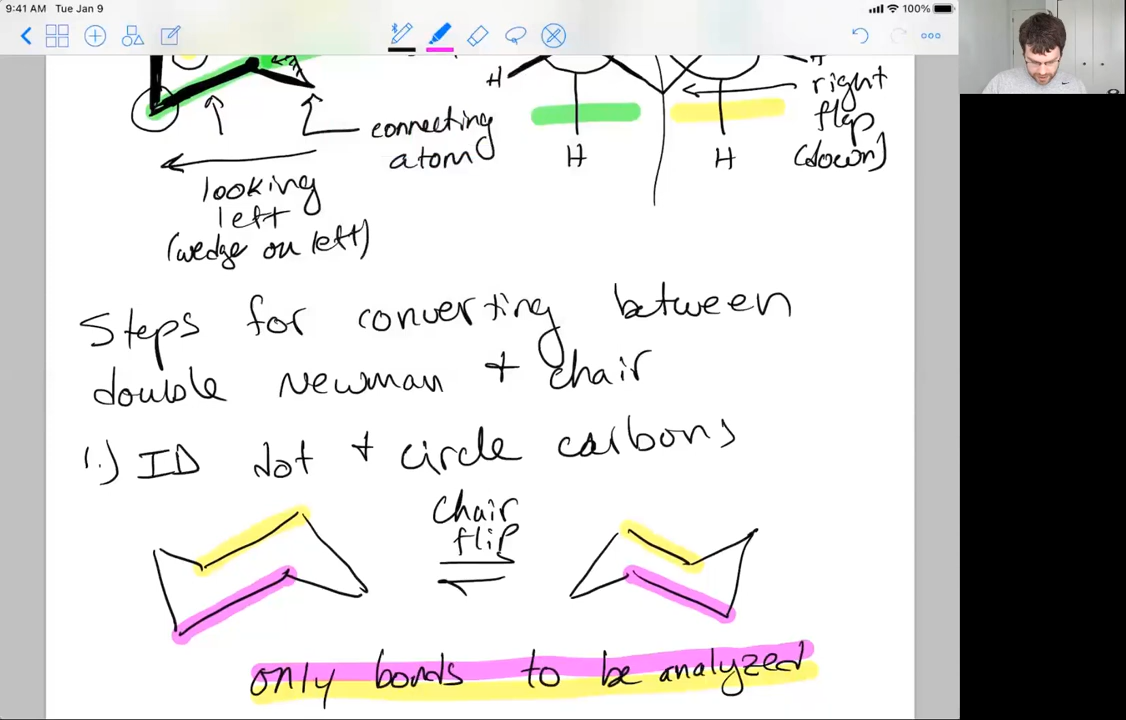 9:41 AM Tue Jan 9
100%
H
right
flap
(down)
connecting
atom
H
H
looking
left
(wedge on left)
Steps for converting between
double Newman + chair
1.) ID dot + circle carbons
chair
flip
only bonds to be analyzed